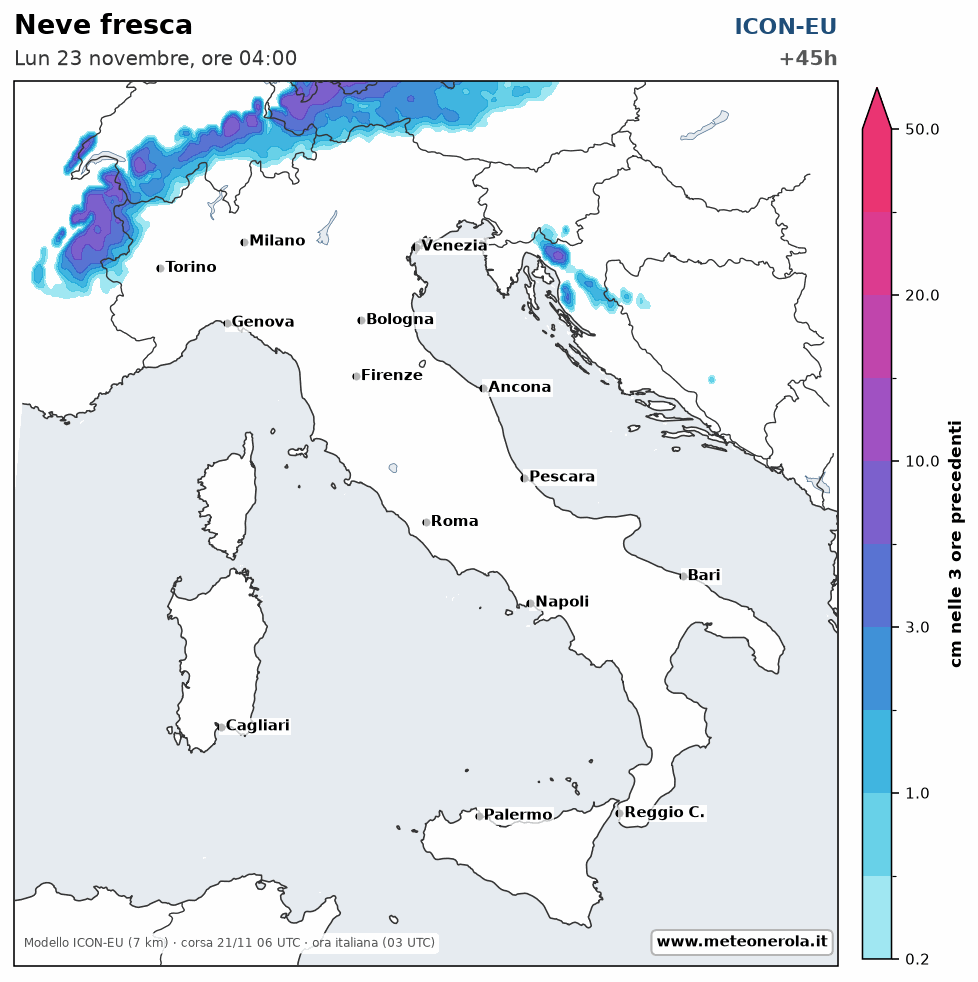 Neve fresca
ICON-EU
Lun 23 novembre, ore 04:00
+45h
Milano
Venezia
Torino
Genova
Bologna
Firenze
Ancona
Pescara
Roma
Bari
Napoli
Cagliari
Palermo
Reggio C.
50.0
20.0
10.0
3.0
1.0
0.2
cm nelle 3 ore precedenti
Modello ICON-EU (7 km) · corsa 21/11 06 UTC · ora italiana (03 UTC)
www.meteonerola.it